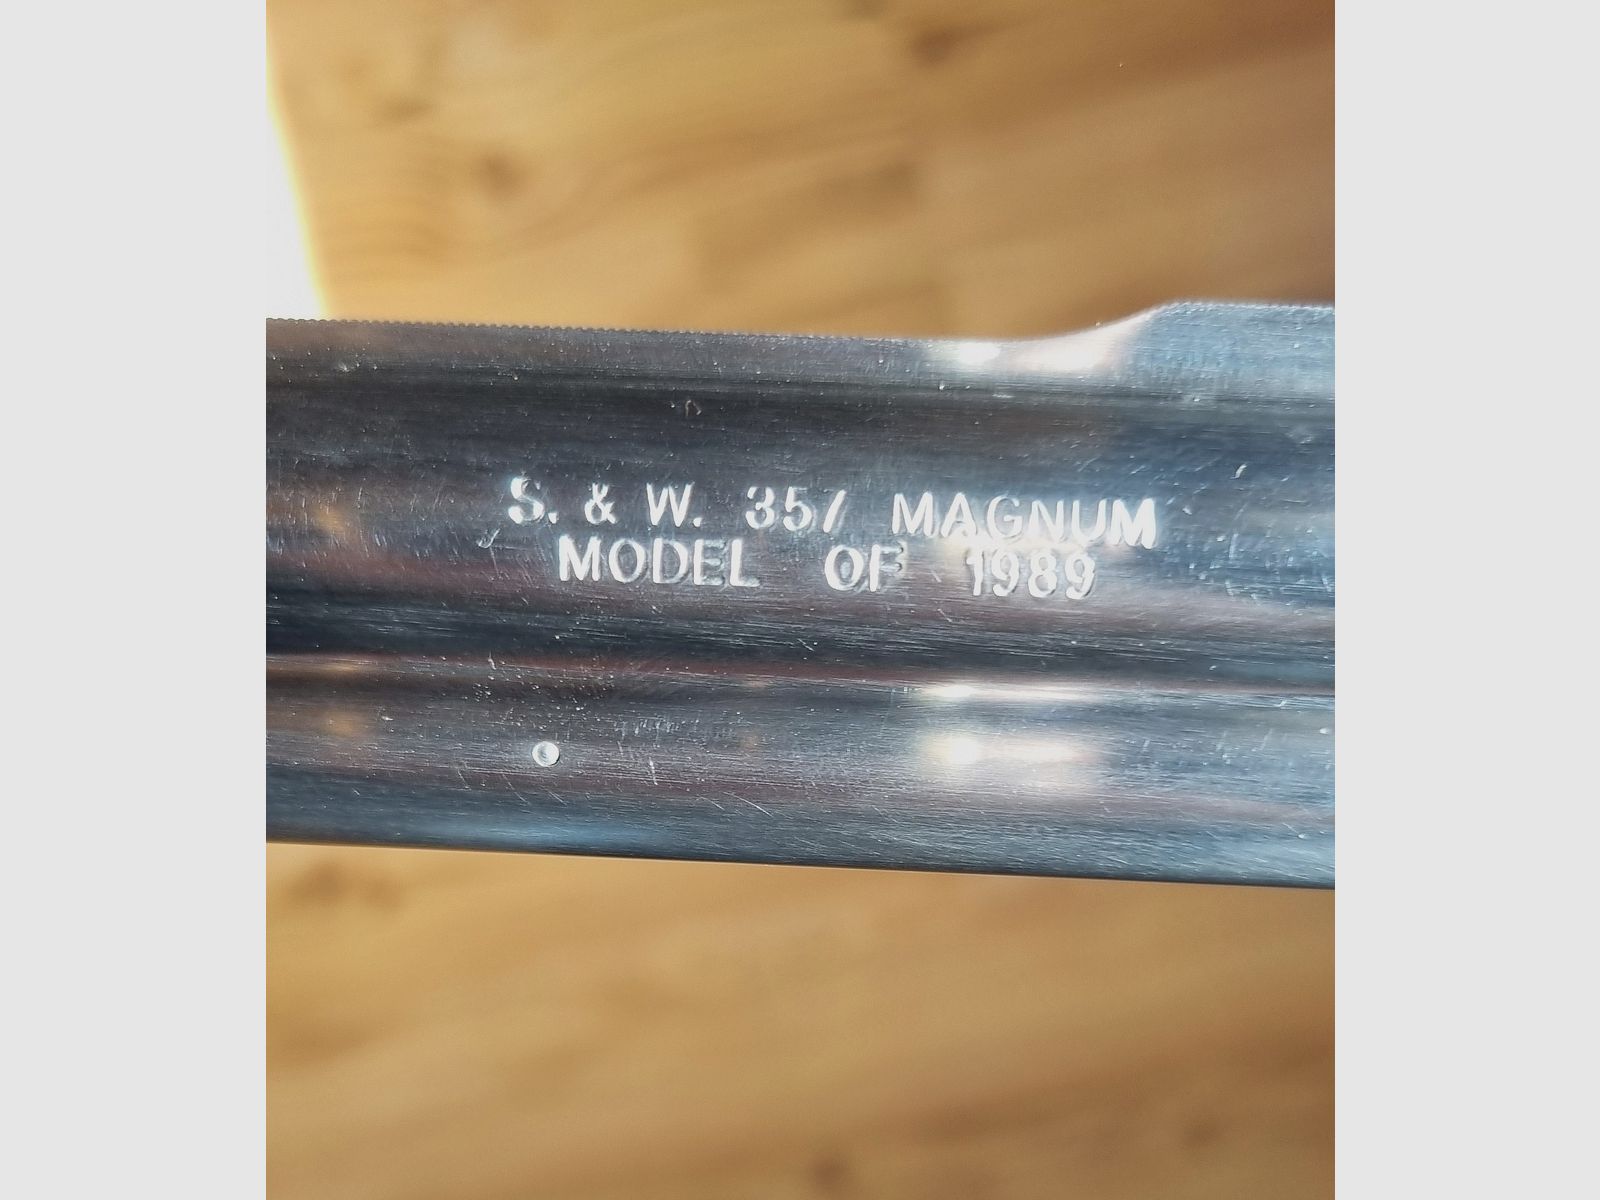 S. & W. 357 MAGNUM
MODEL OF 1989